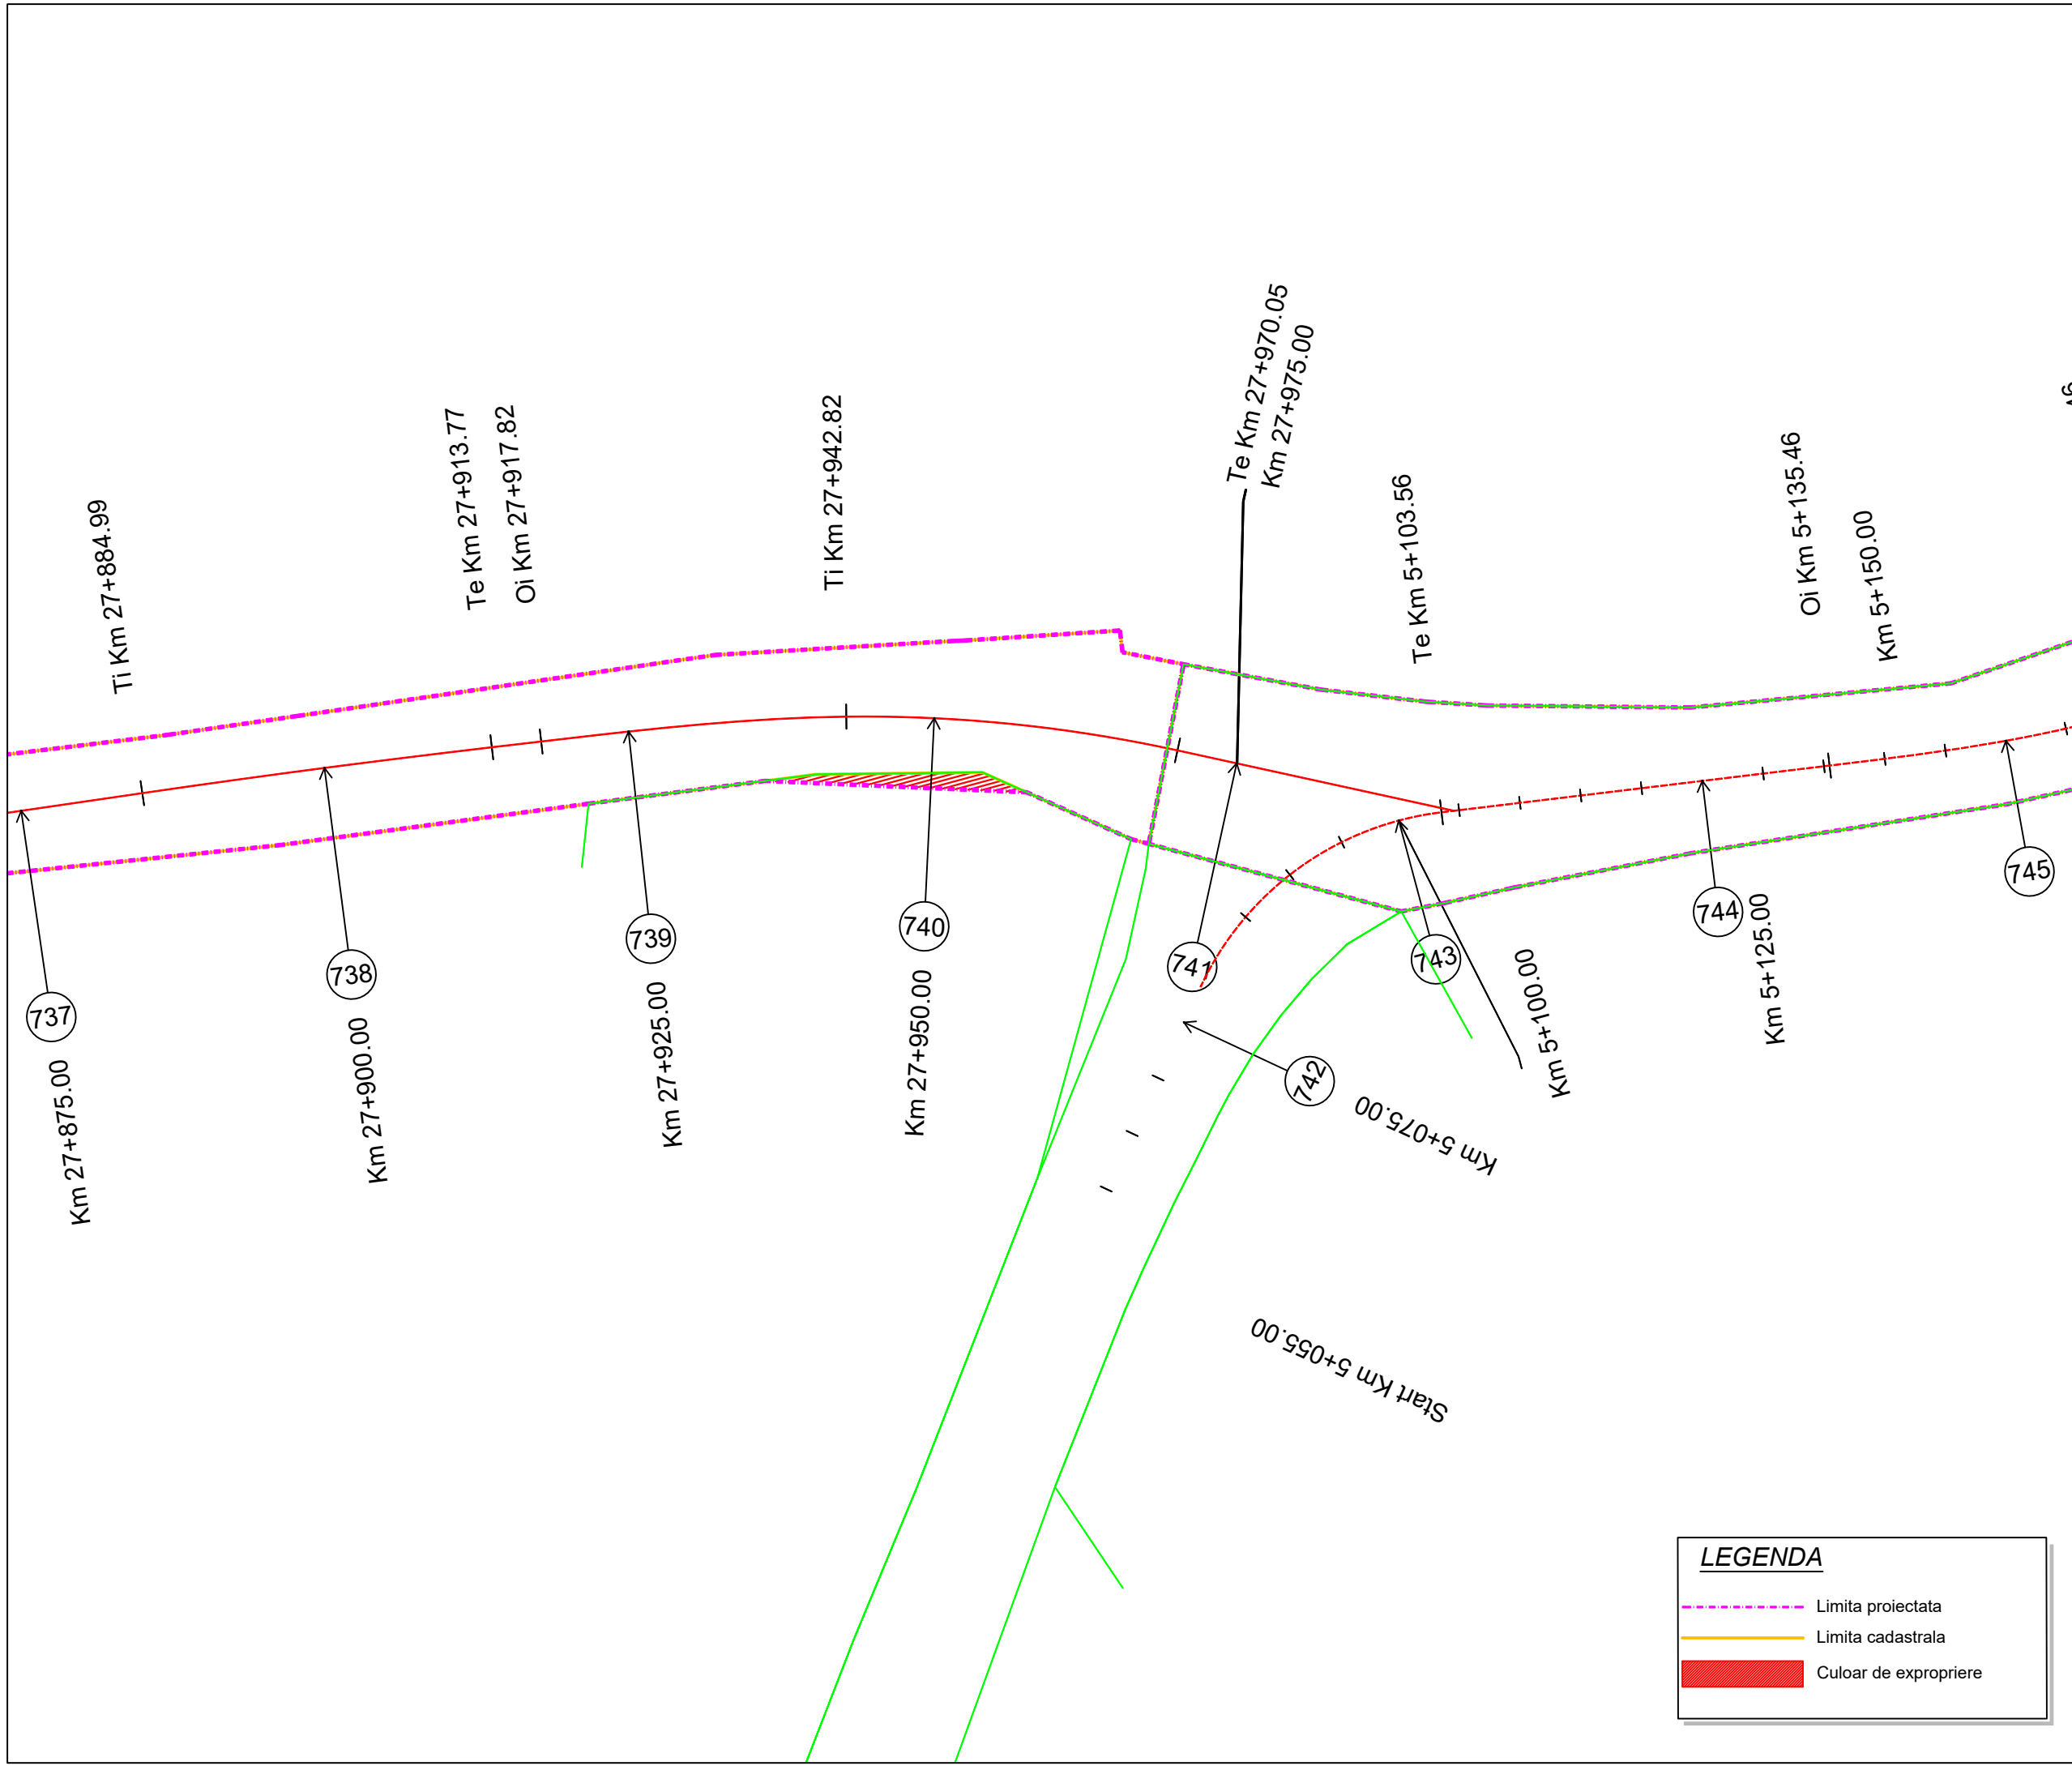 Ti Km 27+884.99
Te Km 27+913.77
Oi Km 27+917.82
Ti Km 27+942.82
Te Km 27+970.05
Km 27+975.00
Te Km 5+103.56
Oi Km 5+135.46
Km 5+150.00
737
738
739
740
741
742
743
744
745
Km 27+875.00
Km 27+900.00
Km 27+925.00
Km 27+950.00
Km 5+075.00
Km 5+100.00
Km 5+125.00
Start Km 5+055.00
LEGENDA
Limita proiectata
Limita cadastrala
Culoar de expropriere